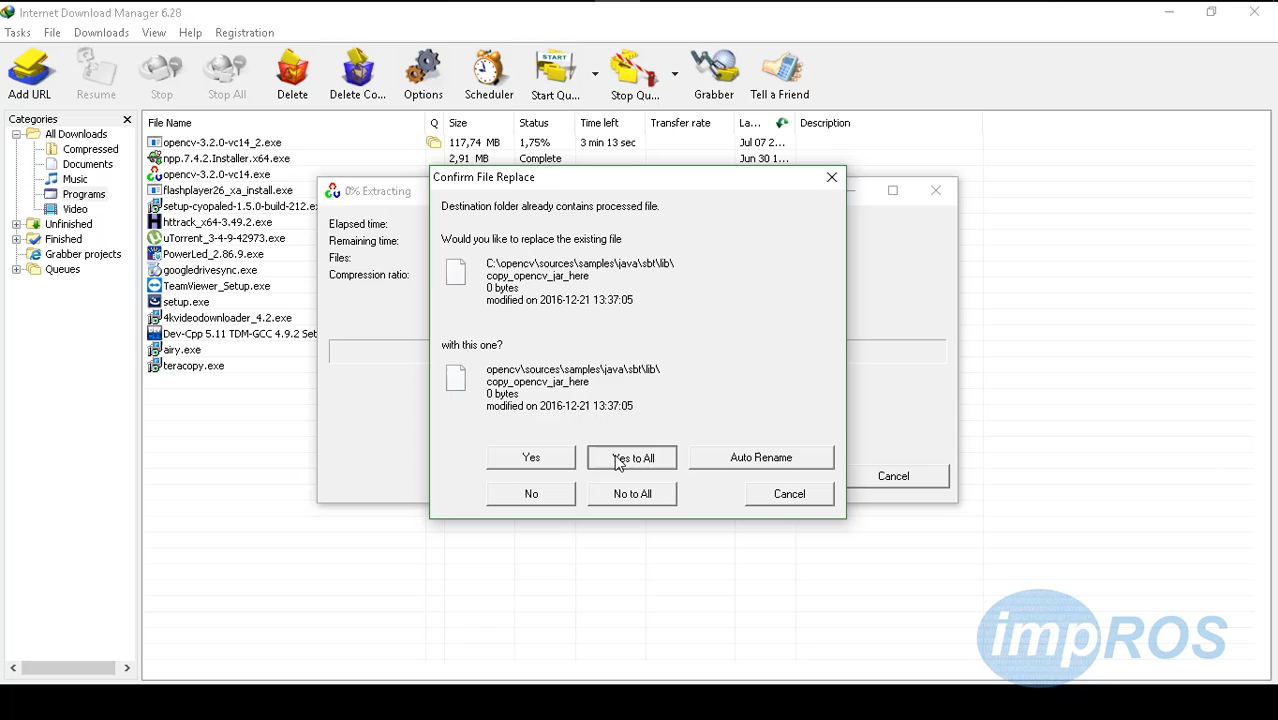 Internet Download Manager 6.28
Tasks File Downloads View Help Registration
Add URL Resume Stop Stop All Delete Delete Co... Options Scheduler START Start Qu... Stop Qu... Grabber Tell a Friend
Categories
All Downloads
Compressed
Documents
Music
Programs
Video
Unfinished
Finished
Grabber projects
Queues
File Name Q Size Status Time left Transfer rate La... Description
opencv-3.2.0-vc14_2.exe 117,74 MB 1,75% 3 min 13 sec Jul 07 2...
npp.7.4.2.Installer.x64.exe 2,91 MB Complete Jun 30 1...
opencv-3.2.0-vc14.exe
flashplayer26_xa_install.exe
setup-cyopaled-1.5.0-build-212.e
httrack_x64-3.49.2.exe
uTorrent_3-4-9-42973.exe
PowerLed_2.86.9.exe
googledrivesync.exe
TeamViewer_Setup.exe
setup.exe
4kvideodownloader_4.2.exe
Dev-Cpp 5.11 TDM-GCC 4.9.2 Set
airy.exe
teracopy.exe
0% Extracting
Elapsed time:
Remaining time:
Files:
Compression ratio:
Cancel
Confirm File Replace
Destination folder already contains processed file.
Would you like to replace the existing file
C:\opencv\sources\samples\java\sbt\lib\
copy_opencv_jar_here
0 bytes
modified on 2016-12-21 13:37:05
with this one?
opencv\sources\samples\java\sbt\lib\
copy_opencv_jar_here
0 bytes
modified on 2016-12-21 13:37:05
Yes Yes to All Auto Rename
No No to All Cancel
impROS